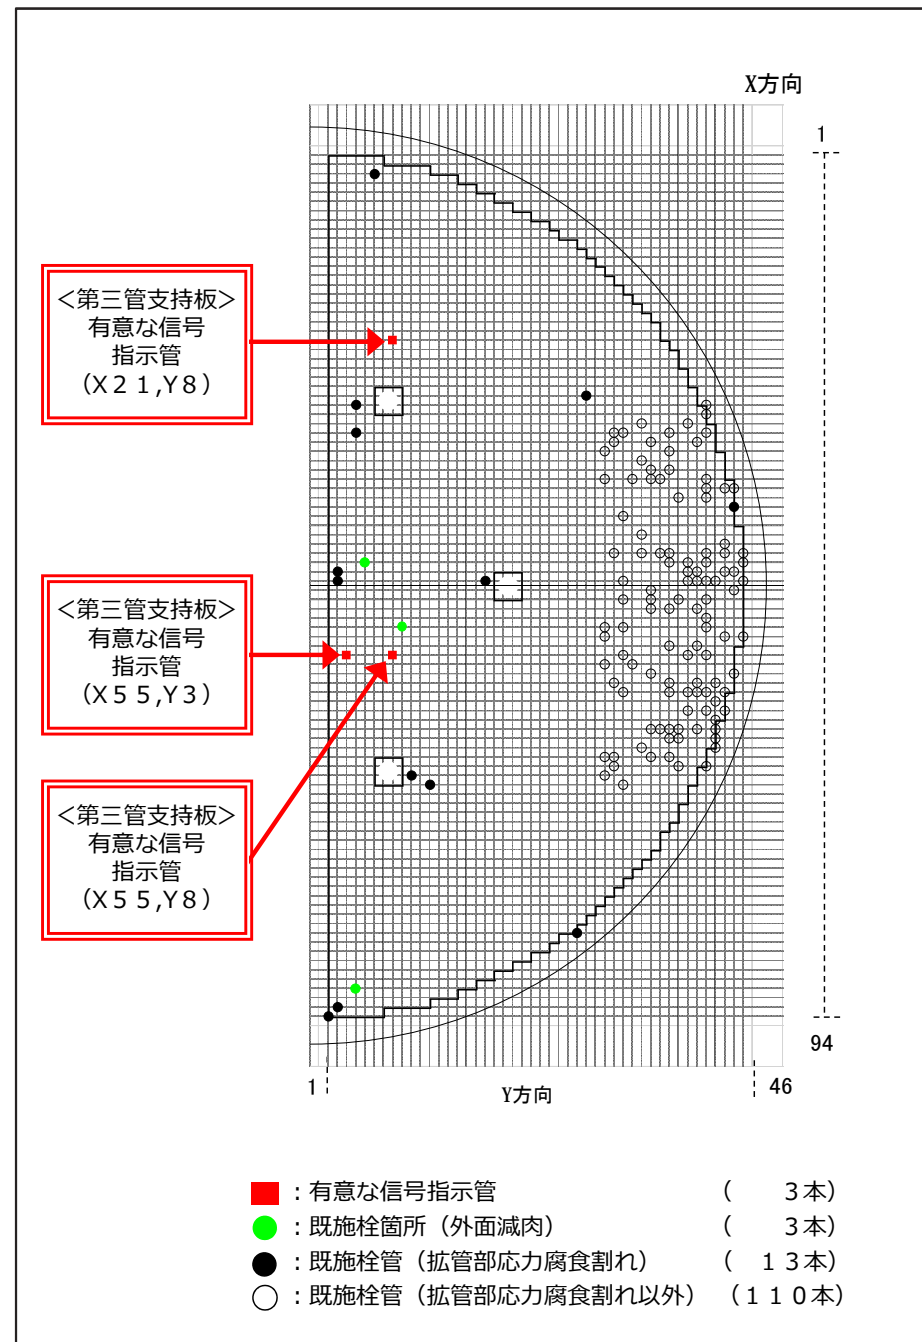 X方向
1
＜第三管支持板＞
有意な信号
指示管
（X２１,Y８）
＜第三管支持板＞
有意な信号
指示管
（X５５,Y３）
＜第三管支持板＞
有意な信号
指示管
（X５５,Y８）
94
1
Y方向
46
：有意な信号指示管 （　３本）
：既施栓箇所（外面減肉） （　３本）
：既施栓管（拡管部応力腐食割れ） （　１３本）
：既施栓管（拡管部応力腐食割れ以外） （１１０本）